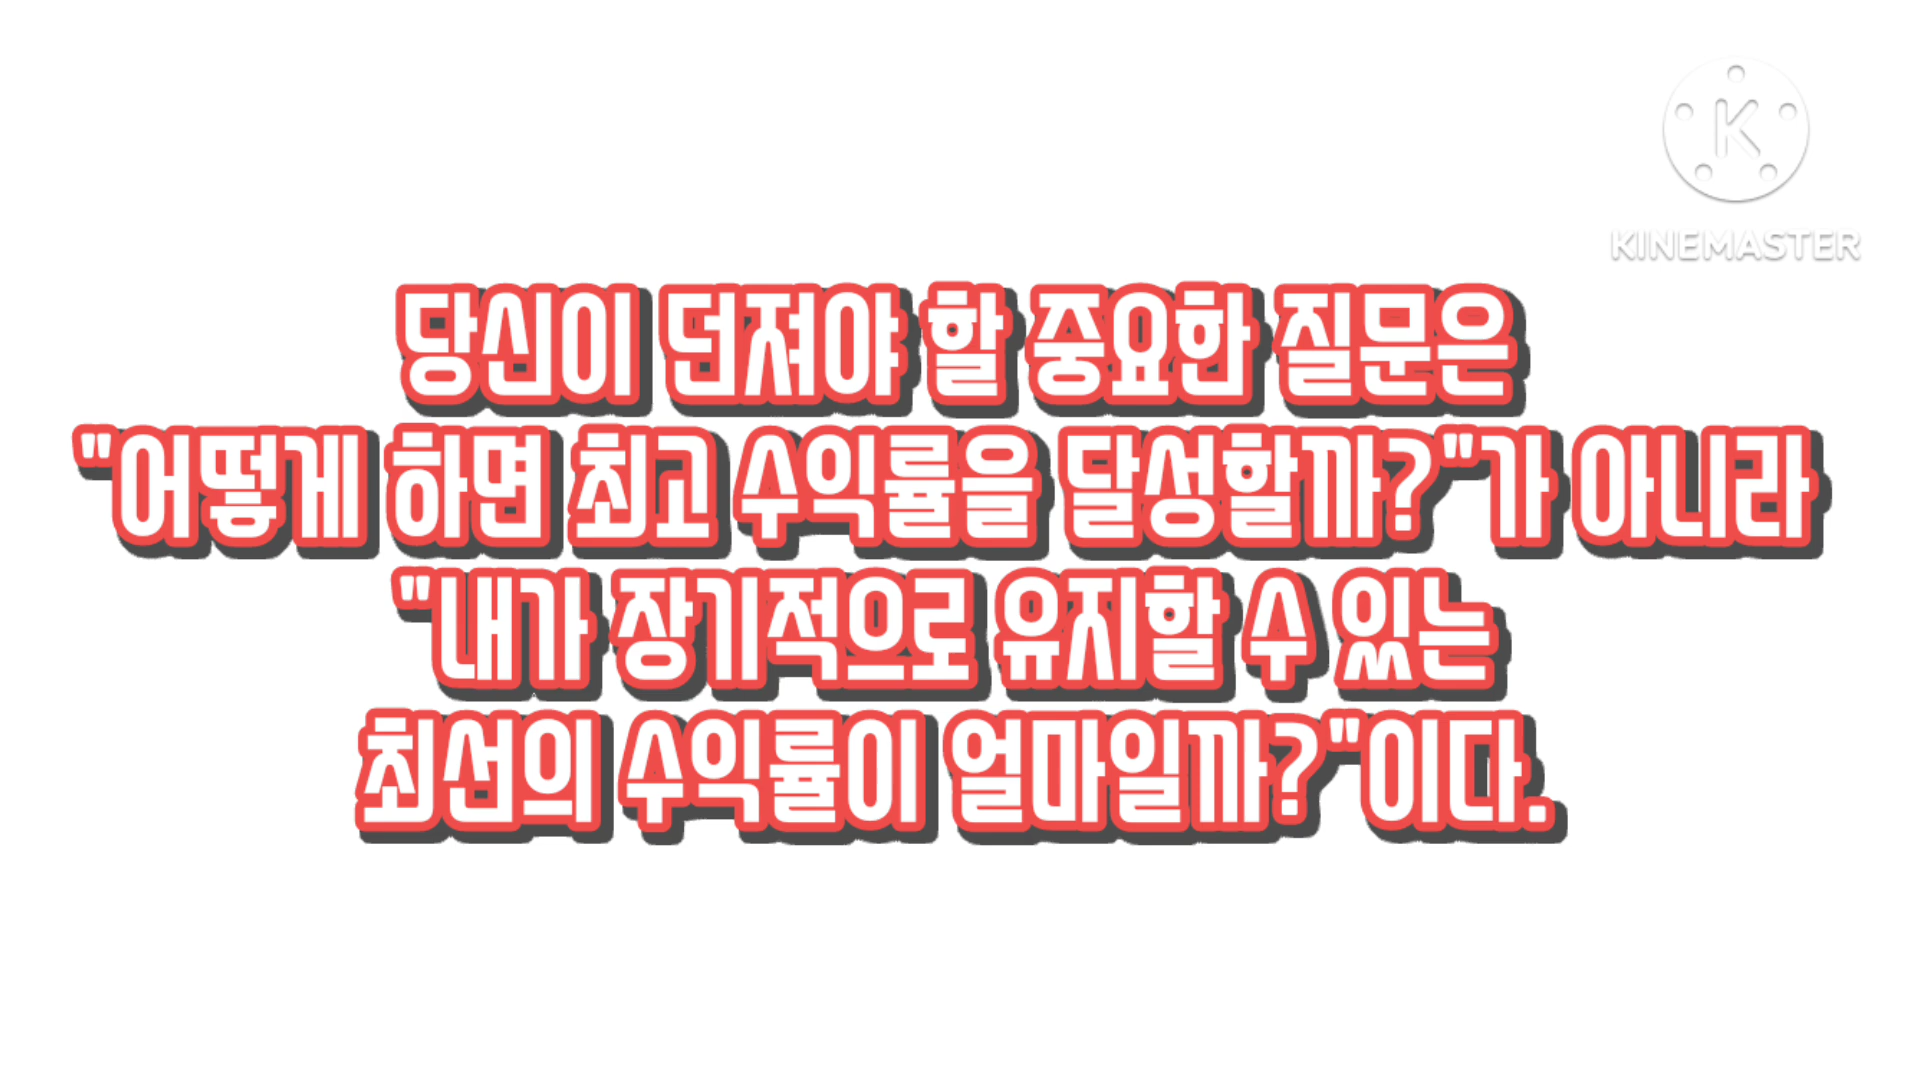 KINEMASTER
당신이 던져야 할 중요한 질문은
"어떻게 하면 최고 수익률을 달성할까?"가 아니라
"내가 장기적으로 유지할 수 있는
최선의 수익률이 얼마일까?"이다.